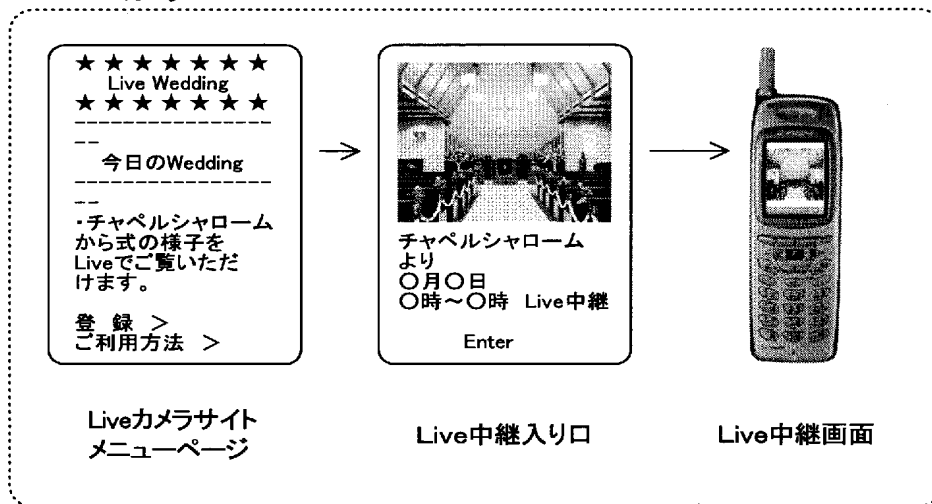 ★★★★★★★
Live Wedding
★★★★★★★
----------------
--
今日のWedding
----------------
--
・チャペルシャローム
から式の様子を
Liveでご覧いただ
けます。
登 録 >
ご利用方法 >
チャペルシャローム
より
〇月〇日
〇時～〇時 Live中継
Enter
Liveカメラサイト
メニューページ
Live中継入り口
Live中継画面